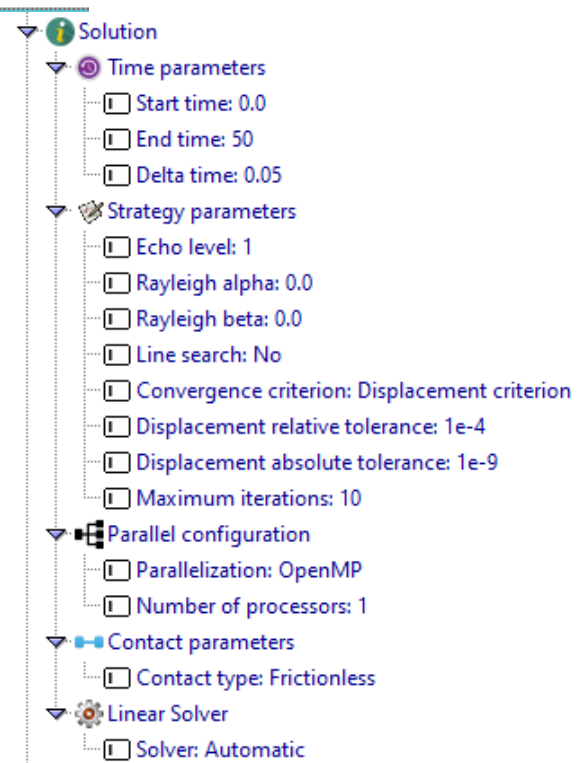 Solution
Time parameters
Start time: 0.0
End time: 50
Delta time: 0.05
Strategy parameters
Echo level: 1
Rayleigh alpha: 0.0
Rayleigh beta: 0.0
Line search: No
Convergence criterion: Displacement criterion
Displacement relative tolerance: 1e-4
Displacement absolute tolerance: 1e-9
Maximum iterations: 10
Parallel configuration
Parallelization: OpenMP
Number of processors: 1
Contact parameters
Contact type: Frictionless
Linear Solver
Solver: Automatic